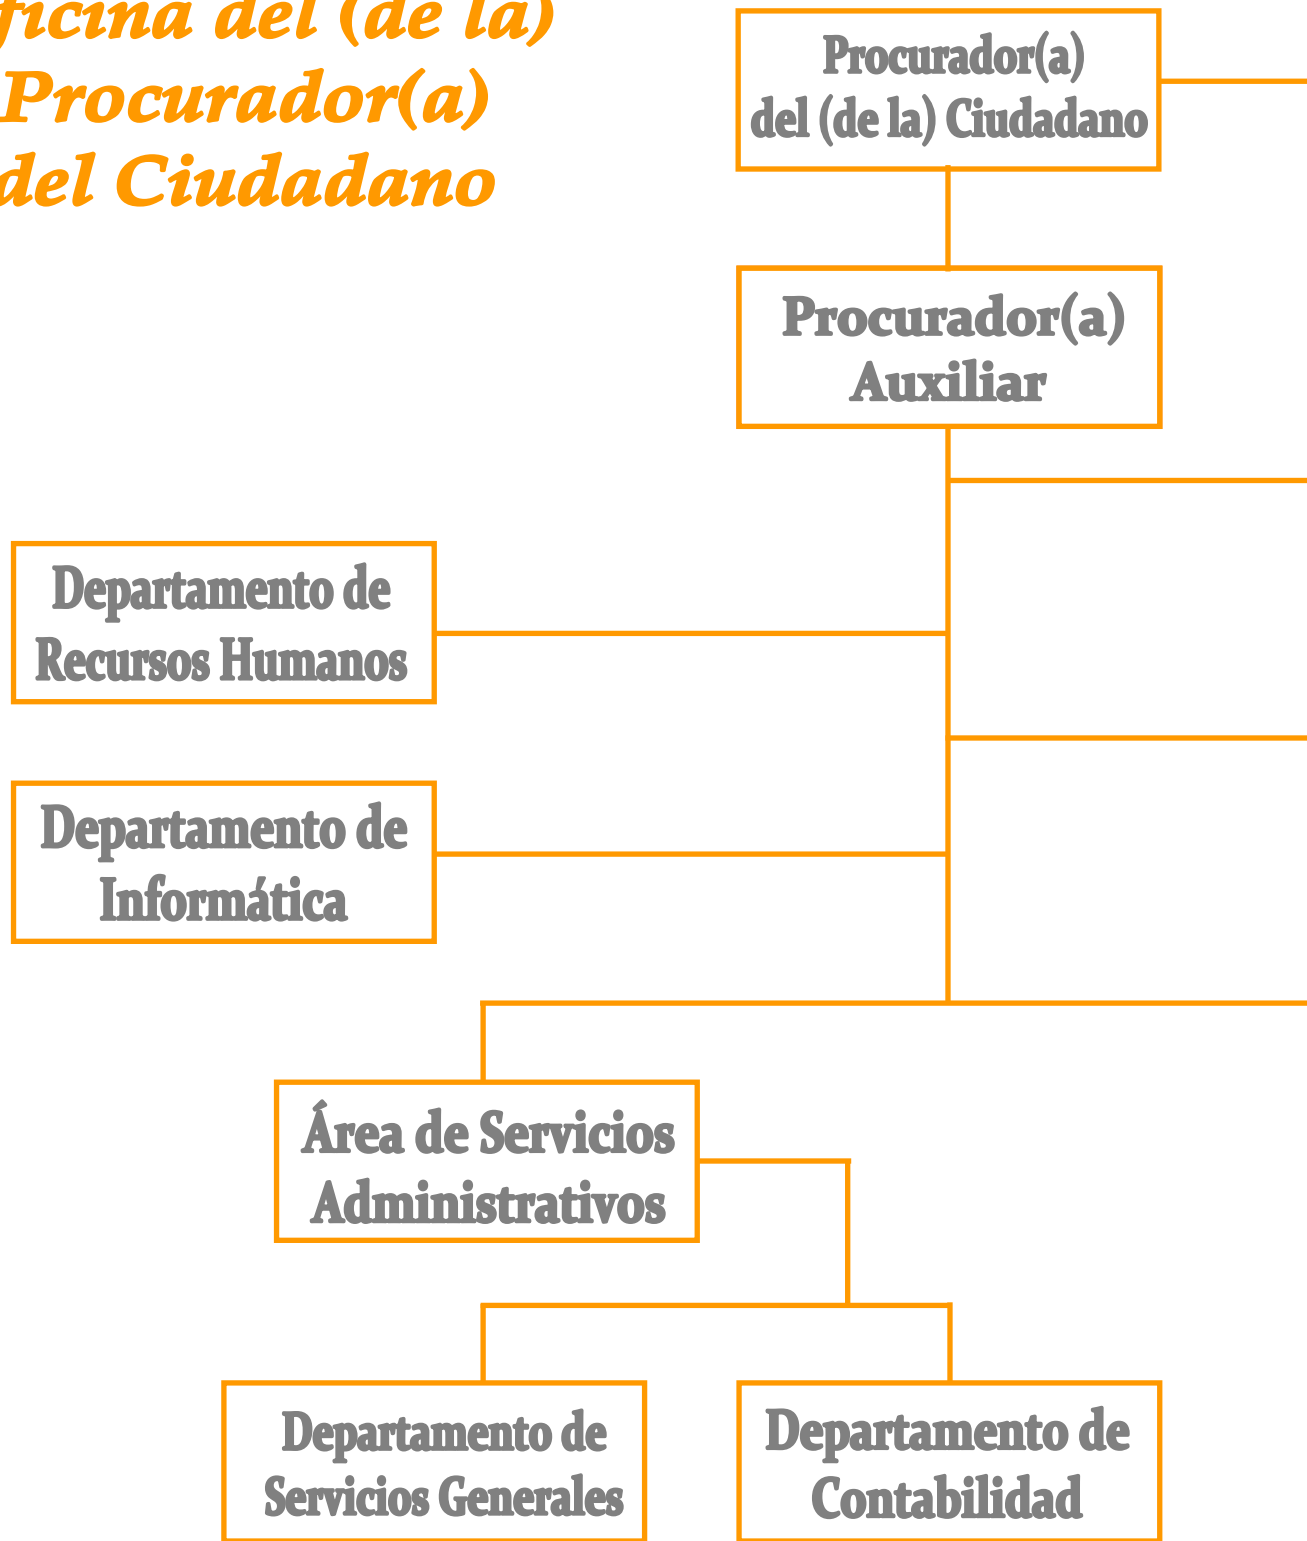 ficina del (de la)
Procurador(a)
del Ciudadano
Procurador(a)
del (de la) Ciudadano
Procurador(a)
Auxiliar
Departamento de
Recursos Humanos
Departamento de
Informática
Área de Servicios
Administrativos
Departamento de
Servicios Generales
Departamento de
Contabilidad